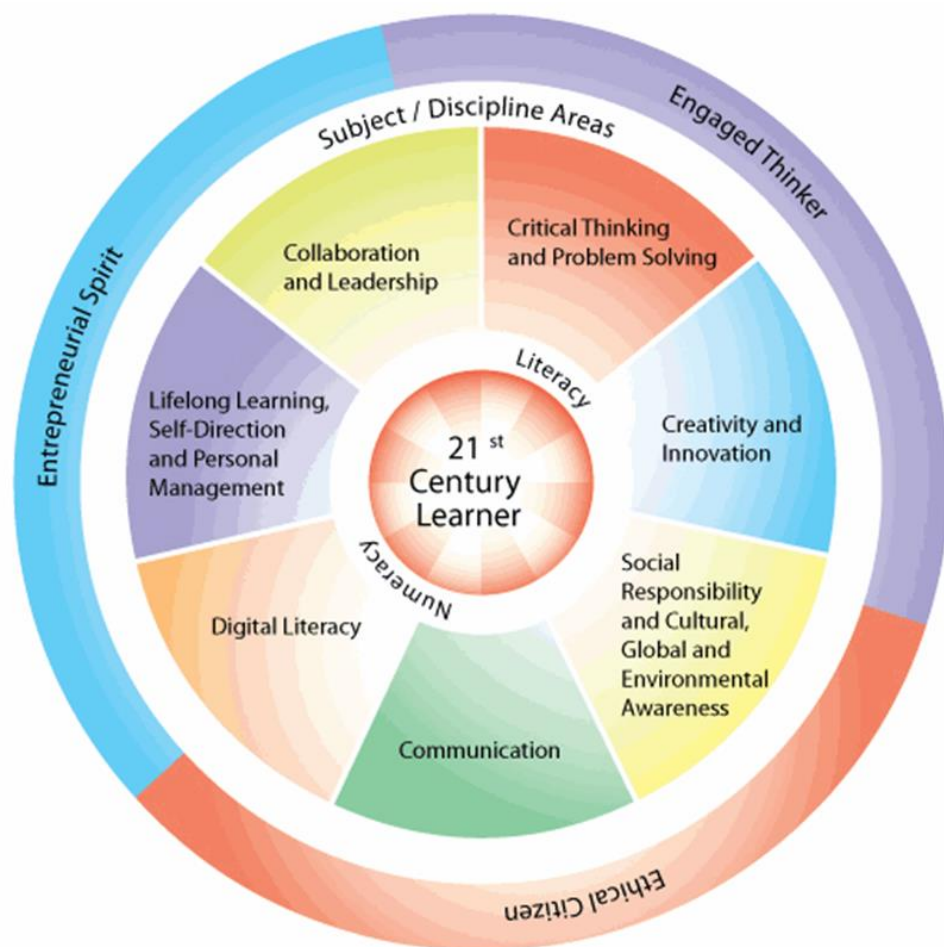 Engaged Thinker
Subject / Discipline Areas
Entrepreneurial Spirit
Critical Thinking
and Problem Solving
Collaboration
and Leadership
Literacy
Lifelong Learning,
Self-Direction
and Personal
Management
21 st
Century
Learner
Creativity and
Innovation
Numeracy
Social
Responsibility
and Cultural,
Global and
Environmental
Awareness
Digital Literacy
Communication
Ethical Citizen